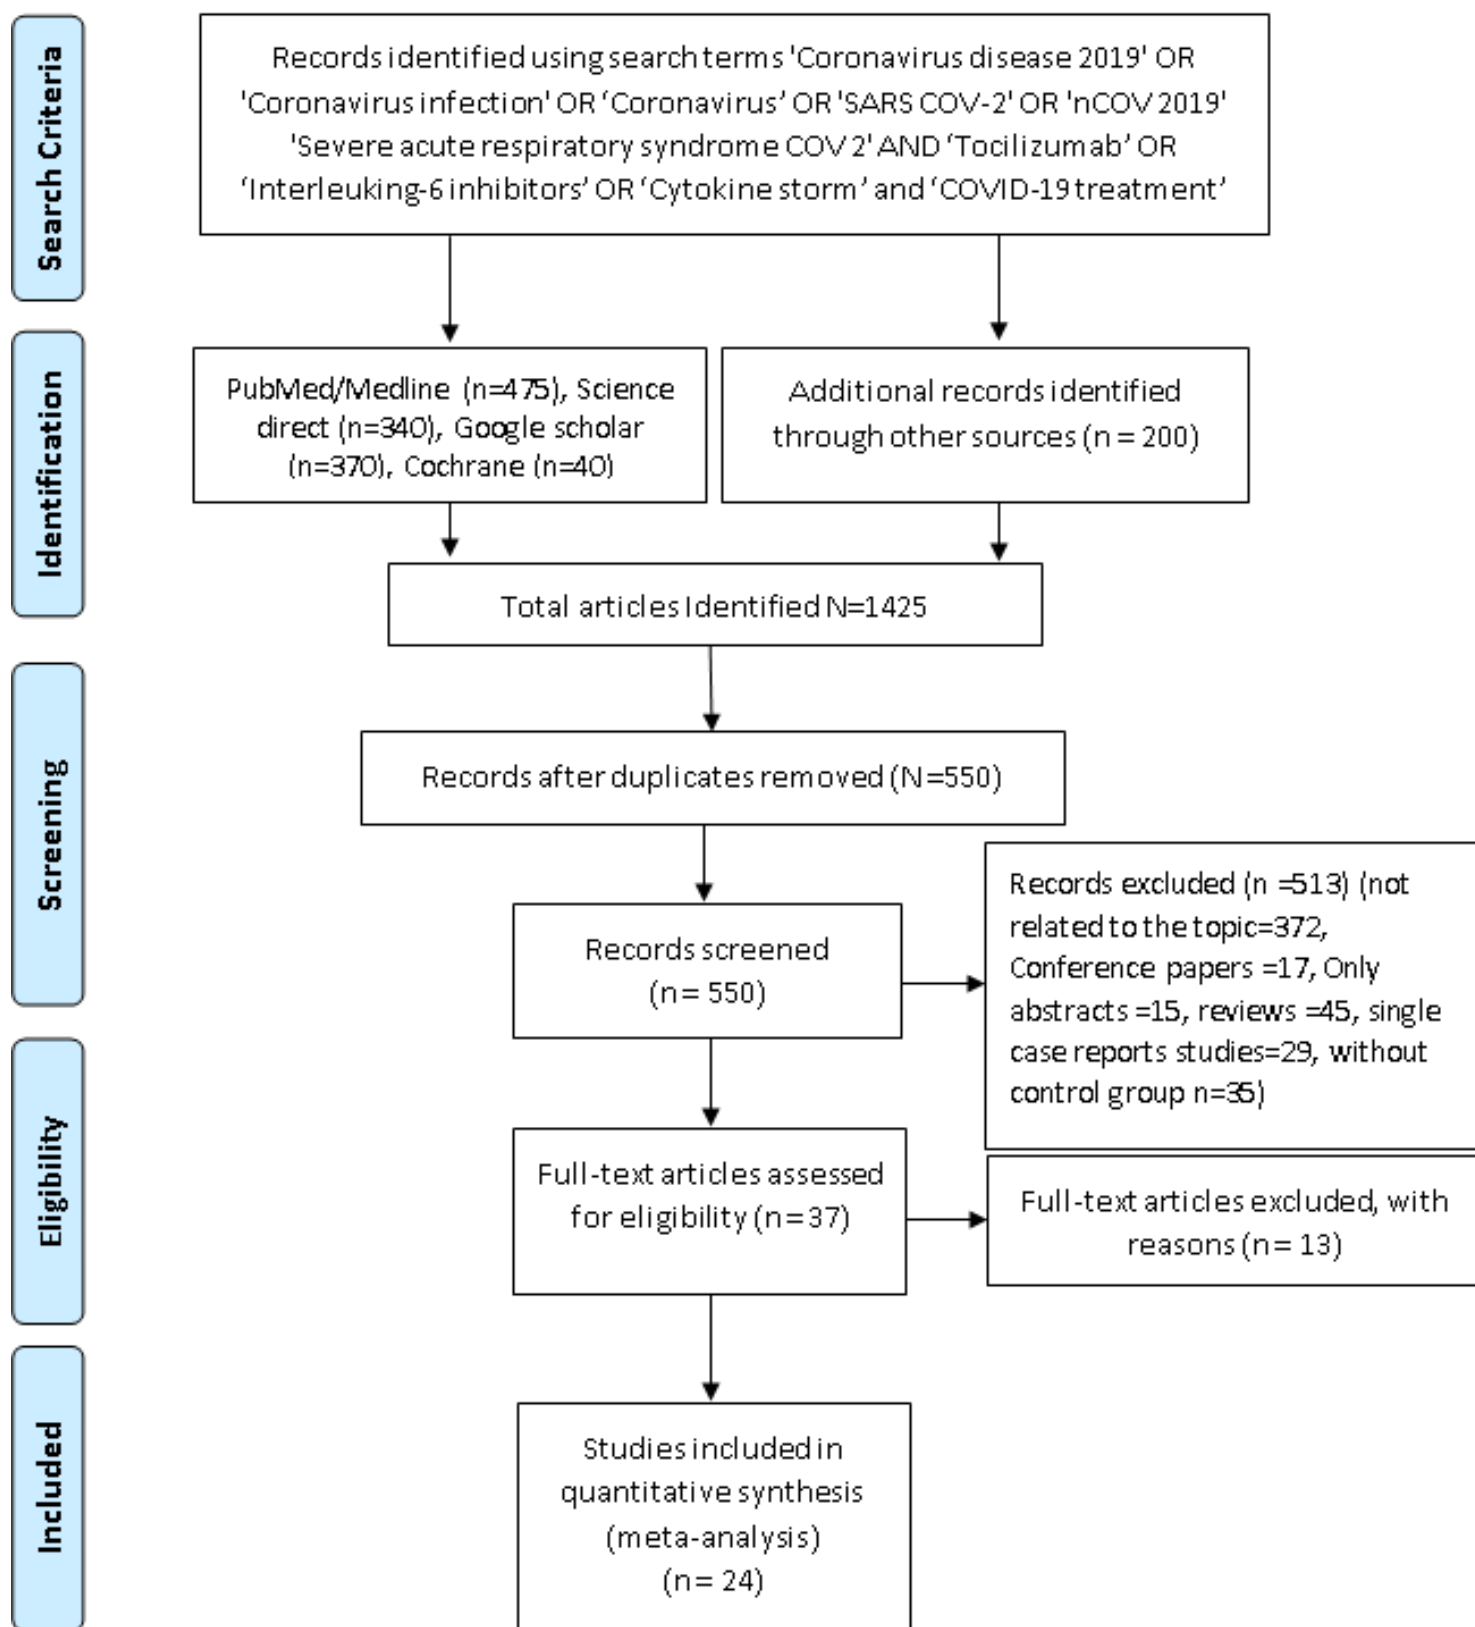 Search Criteria
Records identified using search terms 'Coronavirus disease 2019' OR
'Coronavirus infection' OR ‘Coronavirus’ OR 'SARS COV-2' OR 'nCOV 2019'
'Severe acute respiratory syndrome COV 2' AND ‘Tocilizumab’ OR
‘Interleuking-6 inhibitors’ OR ‘Cytokine storm’ and ‘COVID-19 treatment’
Identification
PubMed/Medline (n=475), Science
direct (n=340), Google scholar
(n=370), Cochrane (n=40)
Additional records identified
through other sources (n = 200)
Total articles Identified N=1425
Screening
Records after duplicates removed (N=550)
Records screened
(n = 550)
Records excluded (n =513) (not
related to the topic=372,
Conference papers =17, Only
abstracts =15, reviews =45, single
case reports studies=29, without
control group n=35)
Eligibility
Full-text articles assessed
for eligibility (n = 37)
Full-text articles excluded, with
reasons (n = 13)
Included
Studies included in
quantitative synthesis
(meta-analysis)
(n = 24)